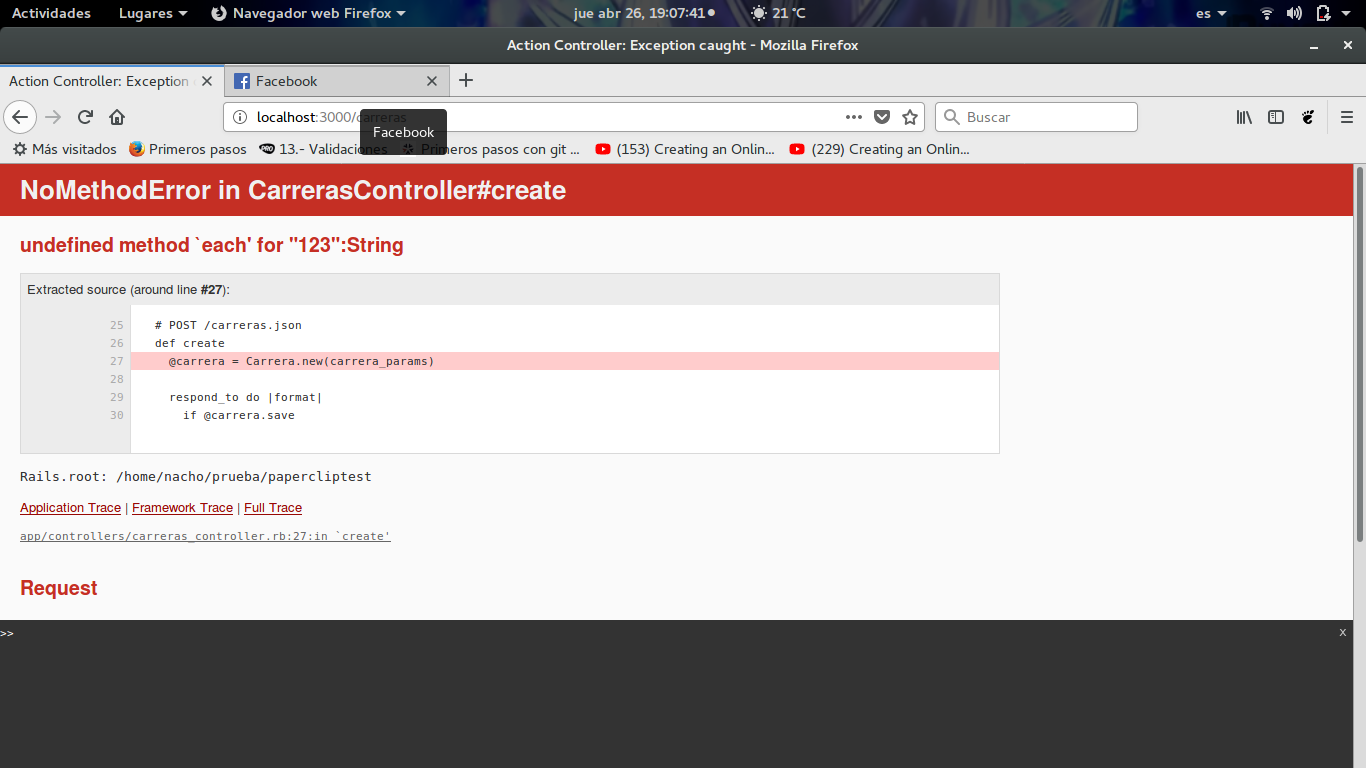 Actividades Lugares Navegador web Firefox jue abr 26, 19:07:41 21 °C es
Action Controller: Exception caught - Mozilla Firefox
Action Controller: Exception Facebook
localhost:3000/carreras Buscar
Facebook
Más visitados Primeros pasos 13.- Validaciones Primeros pasos con git ... (153) Creating an Onlin... (229) Creating an Onlin...
NoMethodError in CarrerasController#create
undefined method `each' for "123":String
Extracted source (around line #27):
25 # POST /carreras.json
26 def create
27 @carrera = Carrera.new(carrera_params)
28
29 respond_to do |format|
30 if @carrera.save
Rails.root: /home/nacho/prueba/papercliptest
Application Trace | Framework Trace | Full Trace
app/controllers/carreras_controller.rb:27:in `create'
Request
>> x